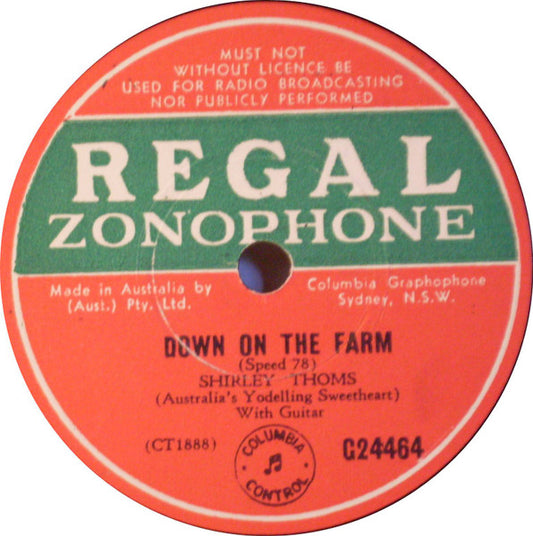 MUST NOT
WITHOUT LICENCE BE
USED FOR RADIO BROADCASTING
NOR PUBLICLY PERFORMED
REGAL
ZONOPHONE
Made in Australia by Columbia Graphophone
(Aust.) Pty. Ltd. Sydney, N.S.W.
DOWN ON THE FARM
(Speed 78)
SHIRLEY THOMS
(Australia's Yodelling Sweetheart)
With Guitar
(CT1888) COLUMBIA CONTROL G24464